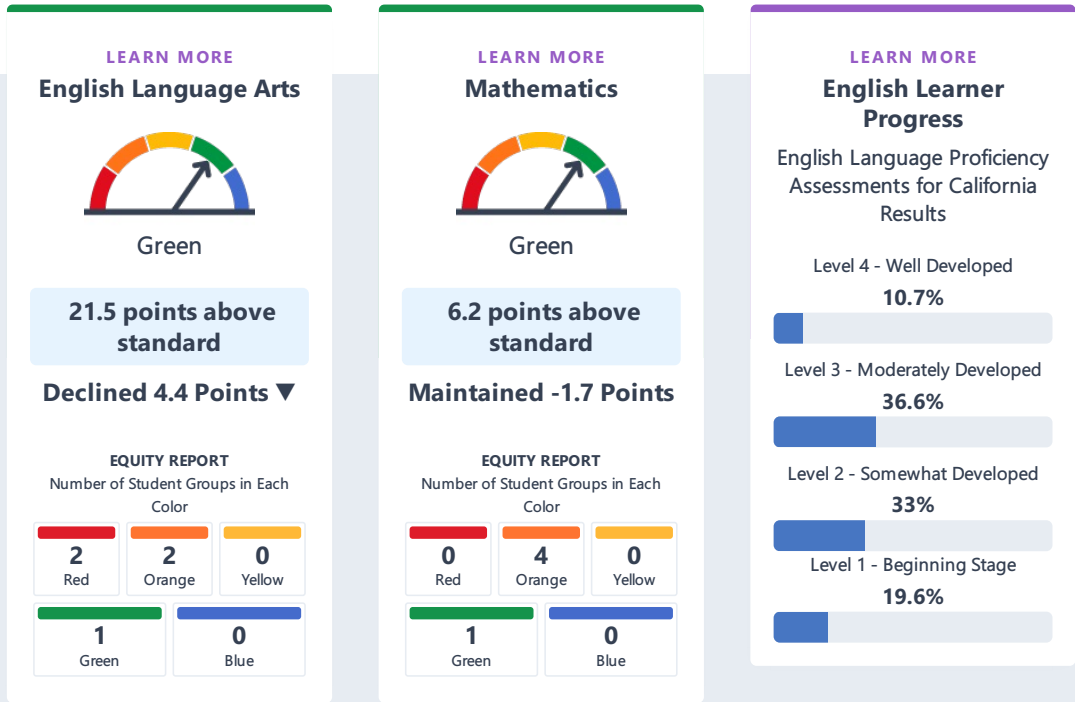 LEARN MORE
English Language Arts
Green
21.5 points above
standard
Declined 4.4 Points ▼
EQUITY REPORT
Number of Student Groups in Each
Color
2
Red
2
Orange
0
Yellow
1
Green
0
Blue
LEARN MORE
Mathematics
Green
6.2 points above
standard
Maintained -1.7 Points
EQUITY REPORT
Number of Student Groups in Each
Color
0
Red
4
Orange
0
Yellow
1
Green
0
Blue
LEARN MORE
English Learner
Progress
English Language Proficiency
Assessments for California
Results
Level 4 - Well Developed
10.7%
Level 3 - Moderately Developed
36.6%
Level 2 - Somewhat Developed
33%
Level 1 - Beginning Stage
19.6%